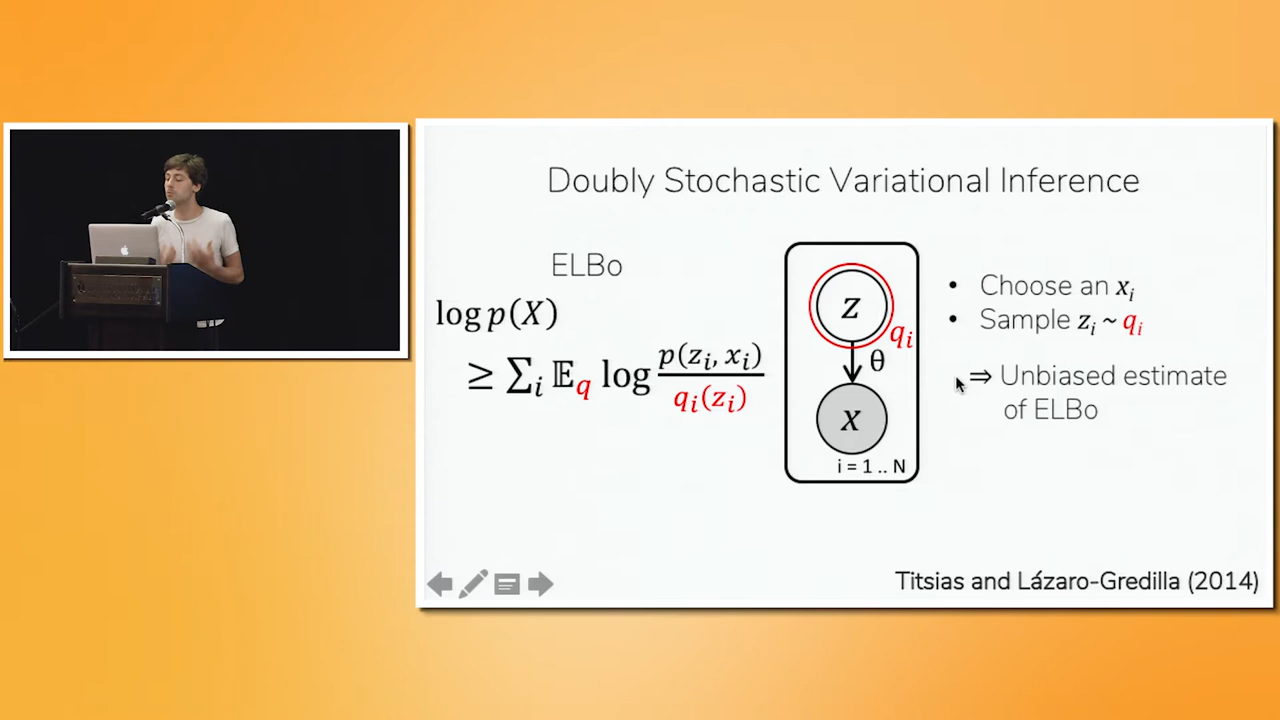 Doubly Stochastic Variational Inference
ELBo
log p(X)
≥ ∑ᵢ 𝔼_q log p(zᵢ, xᵢ) / qᵢ(zᵢ)
z
qᵢ
θ
x
i = 1 .. N
• Choose an xᵢ
• Sample zᵢ ~ qᵢ
⇒ Unbiased estimate
of ELBo
Titsias and Lázaro-Gredilla (2014)